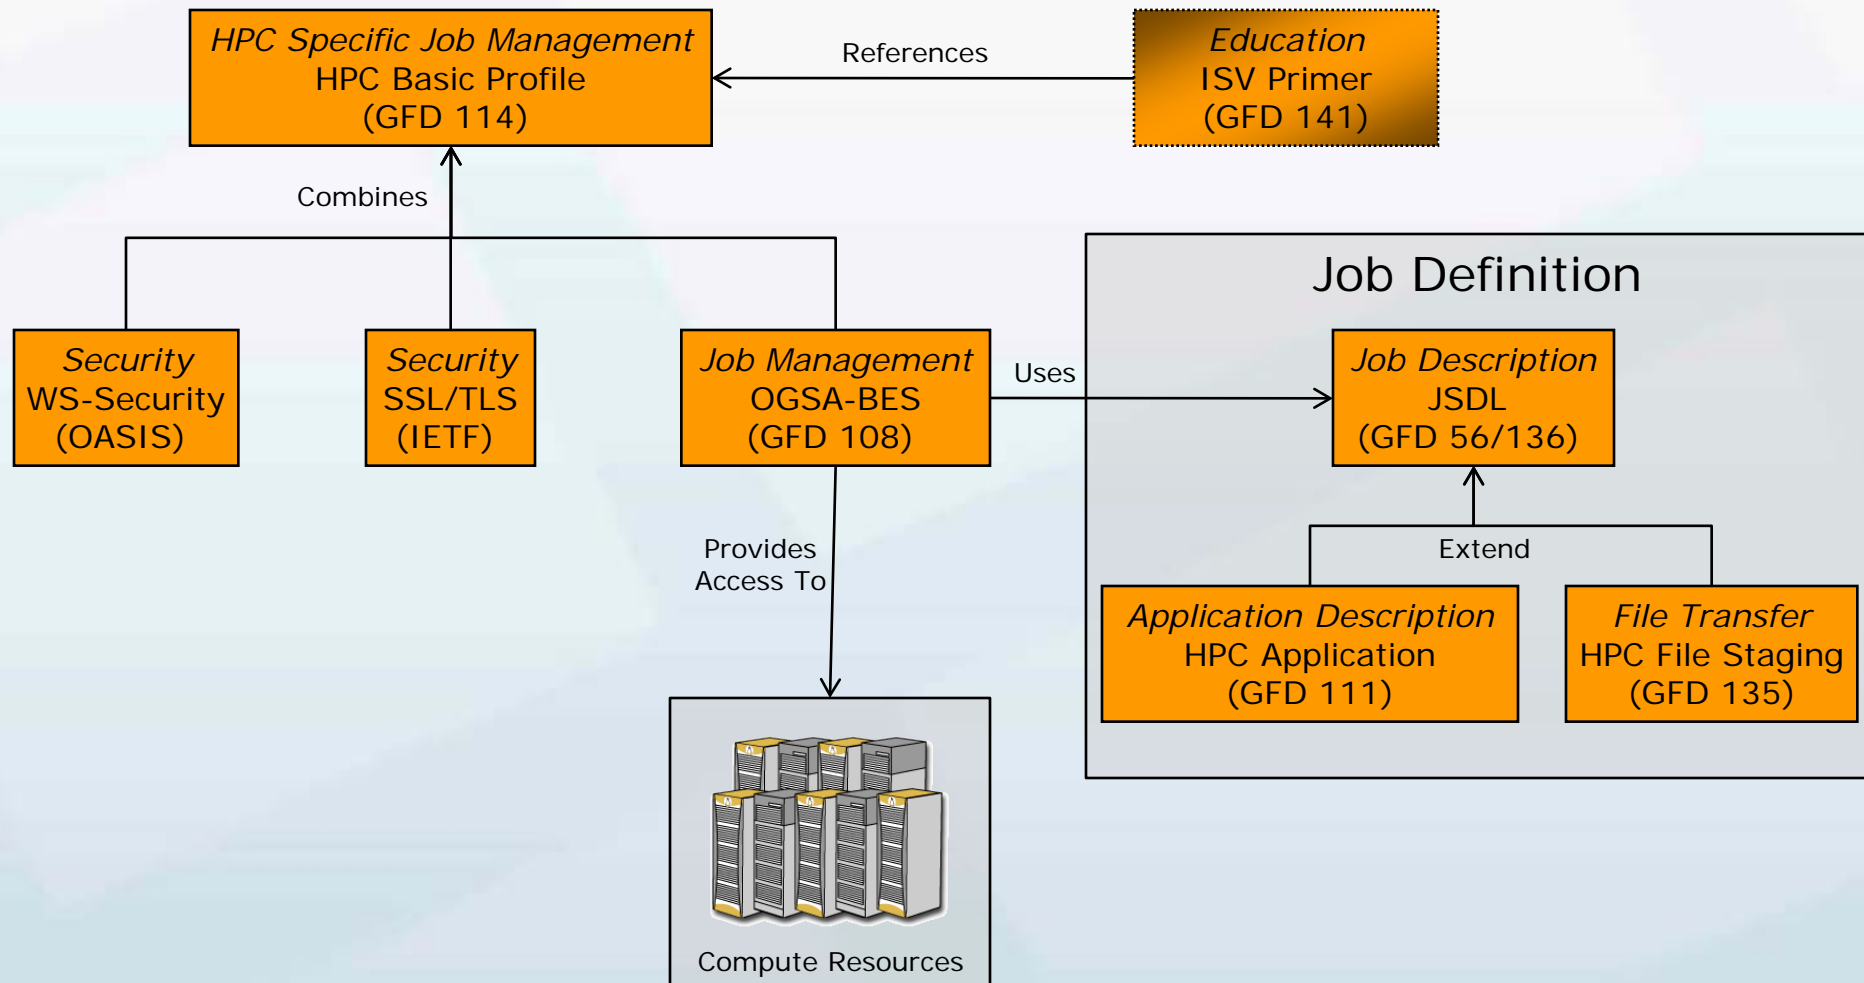 HPC Specific Job Management
HPC Basic Profile
(GFD 114)
References
Education
ISV Primer
(GFD 141)
Combines
Job Definition
Security
WS-Security
(OASIS)
Security
SSL/TLS
(IETF)
Job Management
OGSA-BES
(GFD 108)
Uses
Job Description
JSDL
(GFD 56/136)
Provides
Access To
Extend
Application Description
HPC Application
(GFD 111)
File Transfer
HPC File Staging
(GFD 135)
Compute Resources